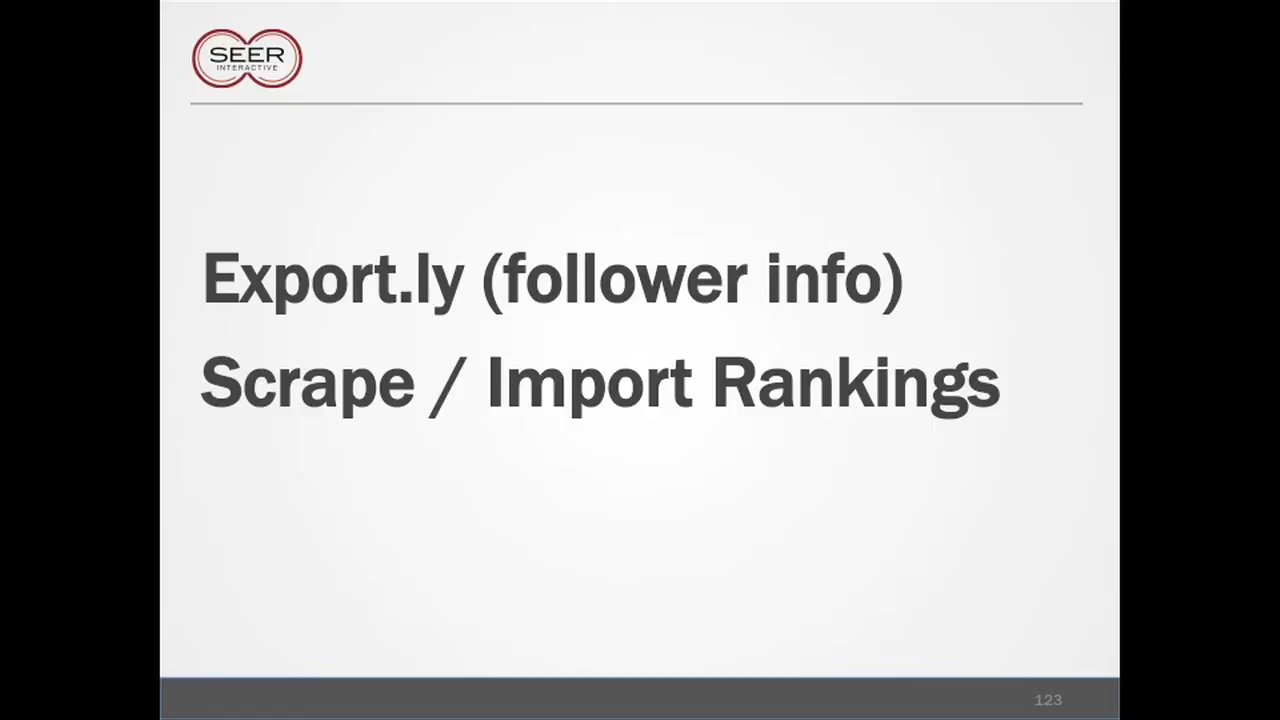 SEER
INTERACTIVE
Export.ly (follower info)
Scrape / Import Rankings
123